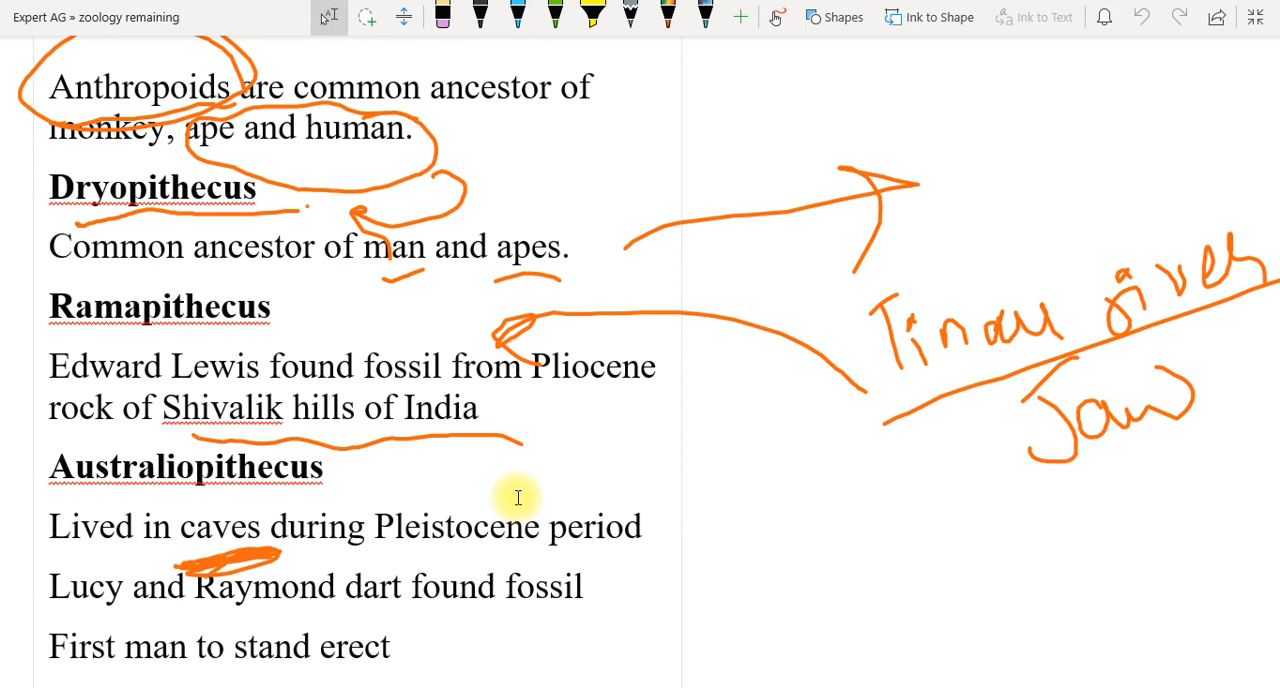 Expert AG » zoology remaining
Shapes
Ink to Shape
Ink to Text
Anthropoids are common ancestor of
monkey, ape and human.
Dryopithecus
Common ancestor of man and apes.
Ramapithecus
Edward Lewis found fossil from Pliocene
rock of Shivalik hills of India
Australiopithecus
Lived in caves during Pleistocene period
Lucy and Raymond dart found fossil
First man to stand erect
Tinau river
Jaw